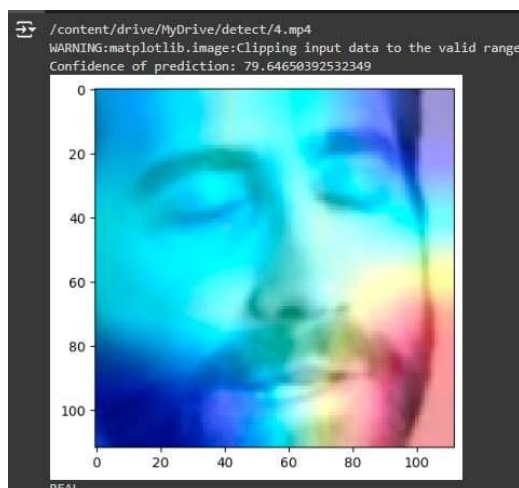 /content/drive/MyDrive/detect/4.mp4
WARNING:matplotlib.image:Clipping input data to the valid range
Confidence of prediction: 79.64650392532349
0
20
40
60
80
100
0 20 40 60 80 100
REAL